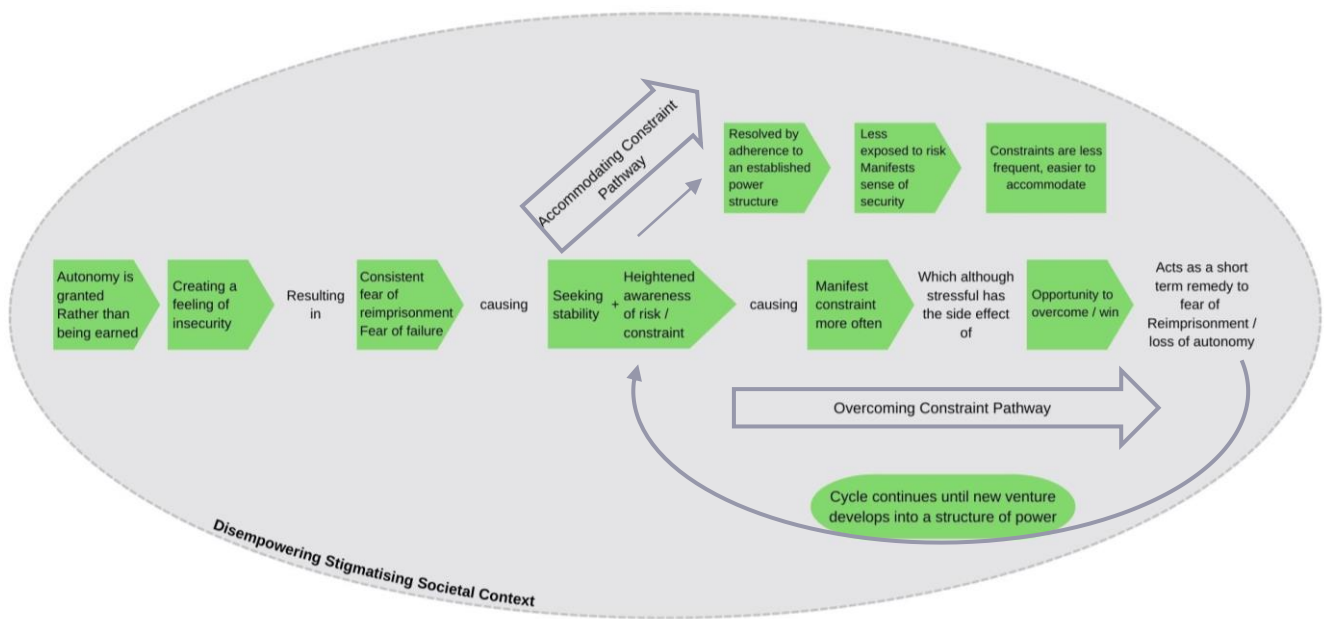 Accommodating Constraint
Pathway
Resolved by
adherence to
an established
power
structure
Less
exposed to risk
Manifests
sense of
security
Constraints are less
frequent, easier to
accommodate
Autonomy is
granted
Rather than
being earned
Creating a
feeling of
insecurity
Resulting
in
Consistent
fear of
reimprisonment
Fear of failure
causing
Seeking
stability
+
Heightened
awareness
of risk /
constraint
causing
Manifest
constraint
more often
Which although
stressful has
the side effect
of
Opportunity to
overcome / win
Acts as a short
term remedy to
fear of
Reimprisonment /
loss of autonomy
Overcoming Constraint Pathway
Cycle continues until new venture
develops into a structure of power
Disempowering Stigmatising Societal Context